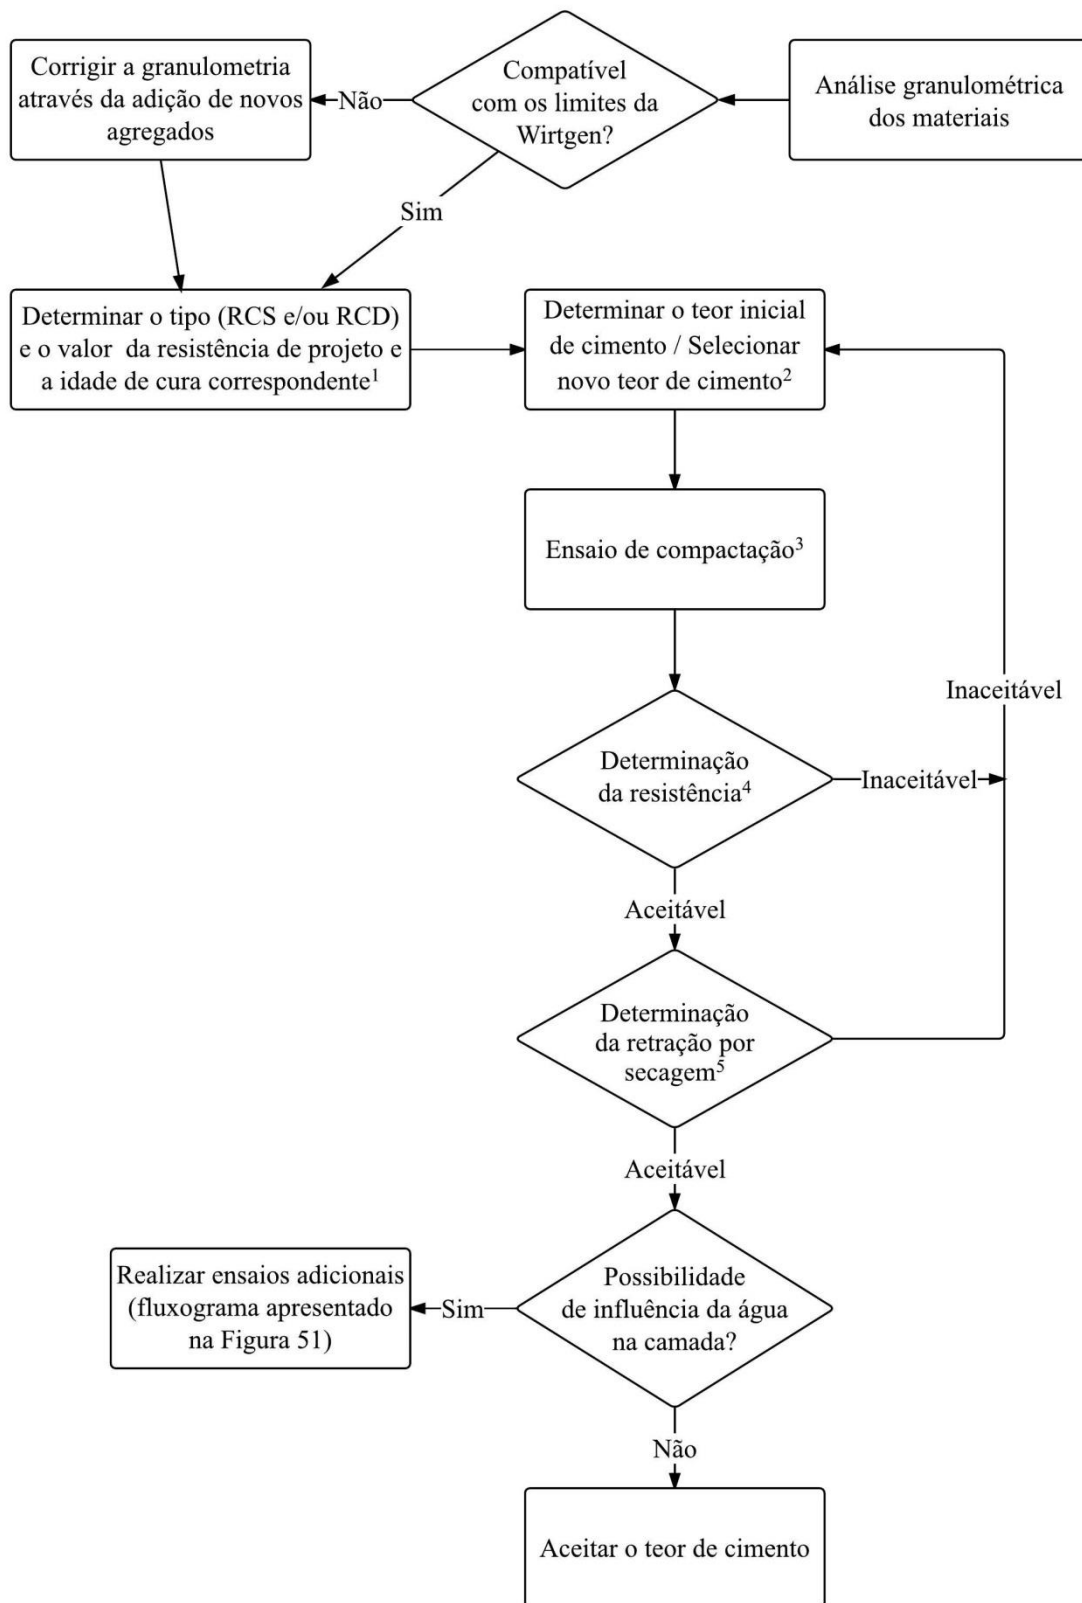 Análise granulométrica
dos materiais
Compatível
com os limites da
Wirtgen?
Não
Corrigir a granulometria
através da adição de novos
agregados
Sim
Determinar o tipo (RCS e/ou RCD)
e o valor da resistência de projeto e
a idade de cura correspondente¹
Determinar o teor inicial
de cimento / Selecionar
novo teor de cimento²
Ensaio de compactação³
Inaceitável
Determinação
da resistência⁴
Inaceitável
Aceitável
Determinação
da retração por
secagem⁵
Aceitável
Possibilidade
de influência da água
na camada?
Sim
Realizar ensaios adicionais
(fluxograma apresentado
na Figura 51)
Não
Aceitar o teor de cimento